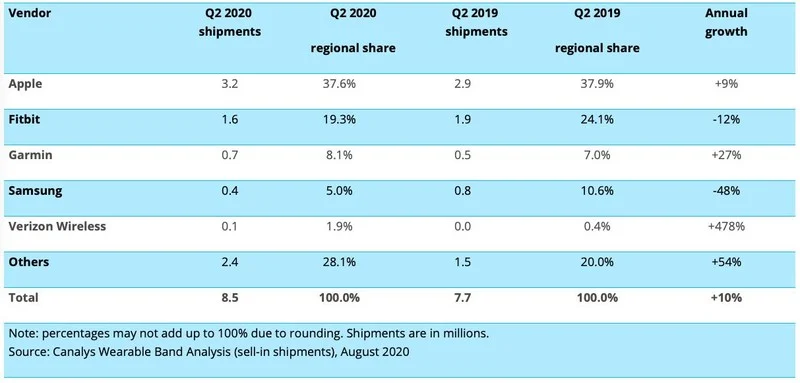 Vendor Q2 2020 Q2 2020 Q2 2019 Q2 2019 Annual
shipments shipments growth
regional share regional share
Apple 3.2 37.6% 2.9 37.9% +9%
Fitbit 1.6 19.3% 1.9 24.1% -12%
Garmin 0.7 8.1% 0.5 7.0% +27%
Samsung 0.4 5.0% 0.8 10.6% -48%
Verizon Wireless 0.1 1.9% 0.0 0.4% +478%
Others 2.4 28.1% 1.5 20.0% +54%
Total 8.5 100.0% 7.7 100.0% +10%
Note: percentages may not add up to 100% due to rounding. Shipments are in millions.
Source: Canalys Wearable Band Analysis (sell-in shipments), August 2020